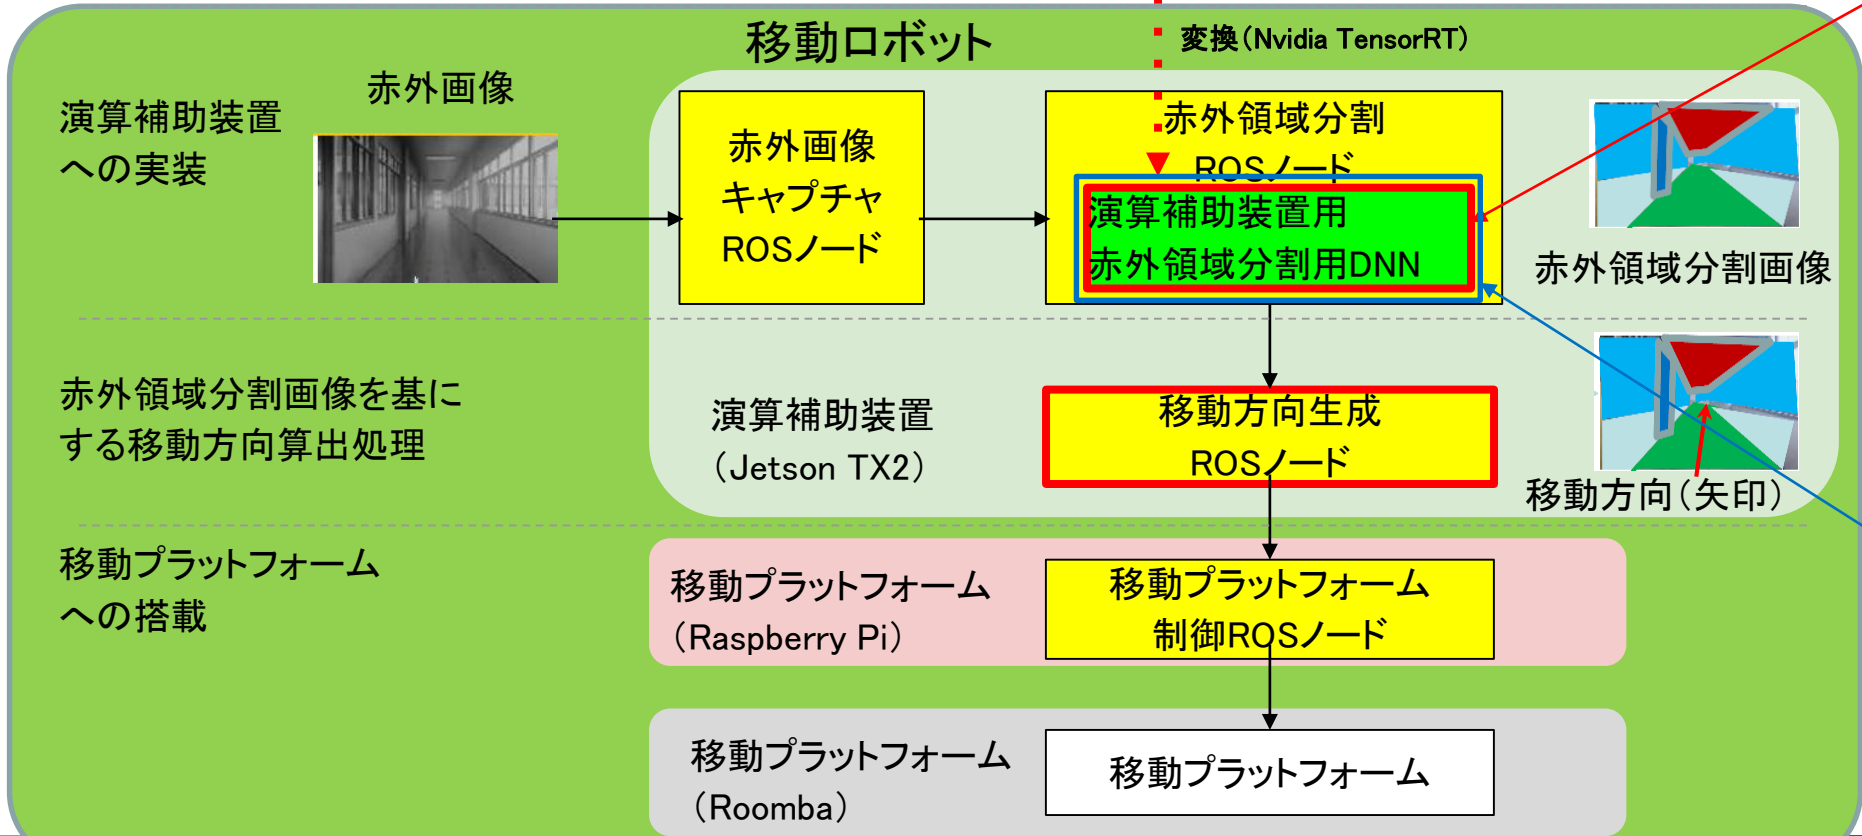 移動ロボット
変換(Nvidia TensorRT)
演算補助装置
への実装
赤外画像
赤外画像
キャプチャ
ROSノード
赤外領域分割
ROSノード
演算補助装置用
赤外領域分割用DNN
赤外領域分割画像
赤外領域分割画像を基に
する移動方向算出処理
演算補助装置
(Jetson TX2)
移動方向生成
ROSノード
移動方向(矢印)
移動プラットフォーム
への搭載
移動プラットフォーム
(Raspberry Pi)
移動プラットフォーム
制御ROSノード
移動プラットフォーム
(Roomba)
移動プラットフォーム